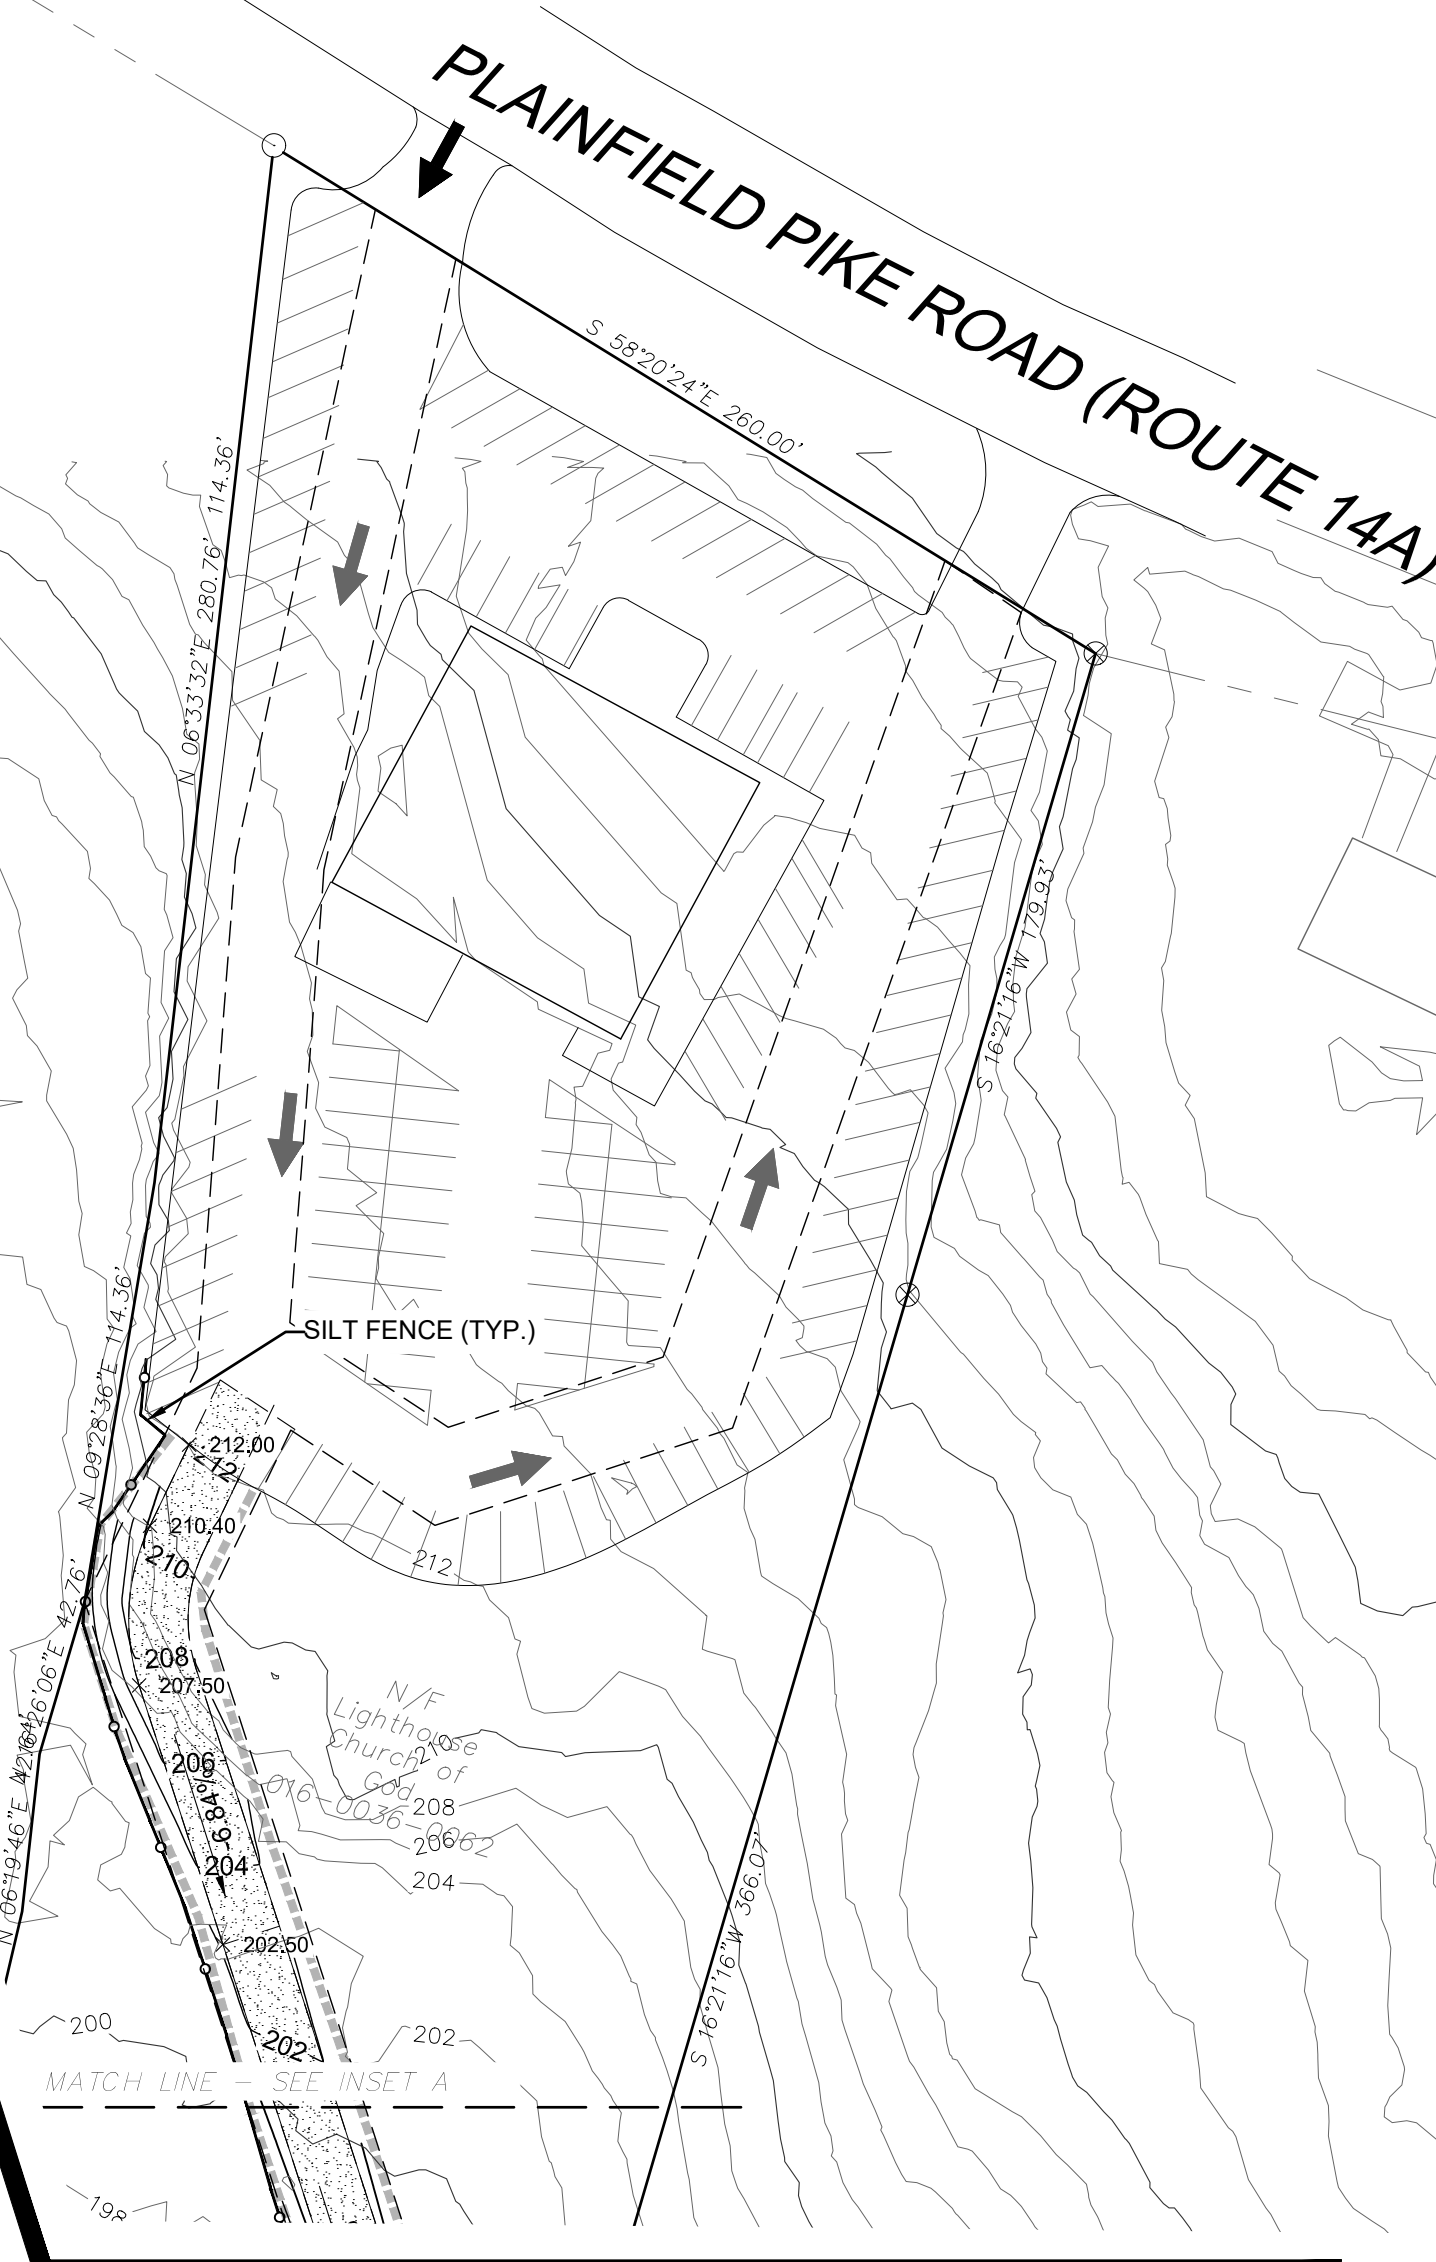 PLAINFIELD PIKE ROAD (ROUTE 14A)
S 58°20'24"E 260.00'
114.36'
N 06°33'32"E 280.76'
S 16°21'16"W 179.93'
N 09°28'36"E 114.36'
SILT FENCE (TYP.)
212.00
212
210.40
210
212
42.76'
208
207.50
N/F
Lighthouse
Church of
God
016-0036-0062
210
206
-6.84%
208
206
204
204
N 06°19'46"E
S 16°21'16"W 366.07'
202.50
200
202
202
MATCH LINE - SEE INSET A
198